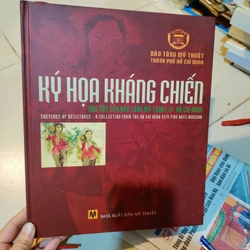 BẢO TÀNG MỸ THUẬT
THÀNH PHỐ HỒ CHÍ MINH
KÝ HỌA KHÁNG CHIẾN
SƯU TẬP CỦA BẢO TÀNG MỸ THUẬT TP. HỒ CHÍ MINH
SKETCHES OF RESISTANCE - A COLLECTION FROM THE HO CHI MINH CITY FINE ARTS MUSEUM
NHÀ XUẤT BẢN MỸ THUẬT